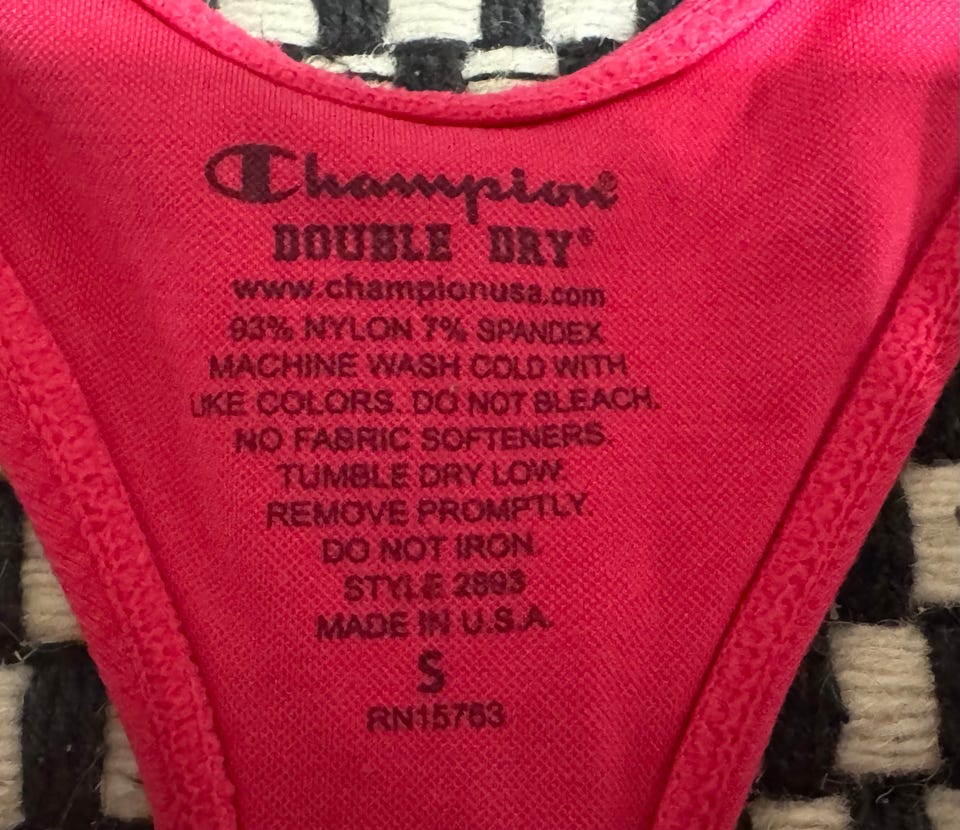 Champion®
DOUBLE DRY®
www.championusa.com
93% NYLON 7% SPANDEX
MACHINE WASH COLD WITH
LIKE COLORS. DO NOT BLEACH.
NO FABRIC SOFTENERS.
TUMBLE DRY LOW.
REMOVE PROMPTLY.
DO NOT IRON.
STYLE 2893
MADE IN U.S.A.
S
RN15763